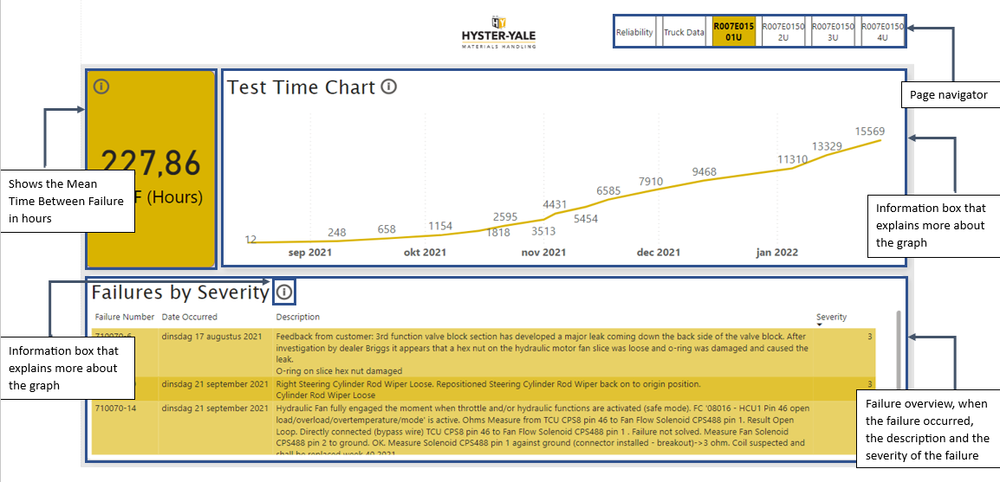 HYSTER-YALE
MATERIALS HANDLING
Reliability
Truck Data
R007E015
01U
R007E0150
2U
R007E0150
3U
R007E0150
4U
Page navigator
Test Time Chart
227,86
F (Hours)
Shows the Mean
Time Between Failure
in hours
12
248
658
1154
1818
2595
3513
4431
5454
6585
7910
9468
11310
13329
15569
sep 2021
okt 2021
nov 2021
dec 2021
jan 2022
Information box that
explains more about
the graph
Failures by Severity
Failure Number
Date Occurred
Description
Severity
710070-6
dinsdag 17 augustus 2021
Feedback from customer: 3rd function valve block section has developed a major leak coming down the back side of the valve block. After
investigation by dealer Briggs it appears that a hex nut on the hydraulic motor fan slice was loose and o-ring was damaged and caused the
leak.
O-ring on slice hex nut damaged
3
dinsdag 21 september 2021
Right Steering Cylinder Rod Wiper Loose. Repositioned Steering Cylinder Rod Wiper back on to origin position.
Cylinder Rod Wiper Loose
3
710070-14
dinsdag 21 september 2021
Hydraulic Fan fully engaged the moment when throttle and/or hydraulic functions are activated (safe mode). FC '08016 - HCU1 Pin 46 open
load/overload/overtemperature/mode' is active. Ohms Measure from TCU CPS8 pin 46 to Fan Flow Solenoid CPS488 pin 1. Result Open
Loop. Directly connected (bypass wire) TCU CPS8 pin 46 to Fan Flow Solenoid CPS488 pin 1 . Failure not solved. Measure Fan Solenoid
CPS488 pin 2 to ground. OK. Measure Solenoid CPS488 pin 1 against ground (connector installed - breakout)->3 ohm. Coil suspected and
shall be replaced week 40 2021
Information box that
explains more about
the graph
Failure overview, when
the failure occurred,
the description and the
severity of the failure